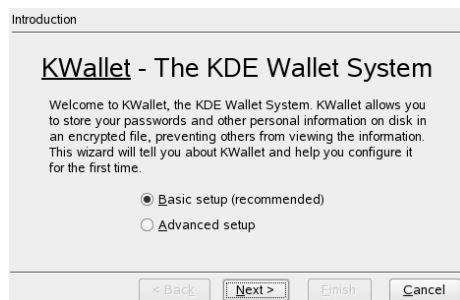 Introduction
KWallet - The KDE Wallet System
Welcome to KWallet, the KDE Wallet System. KWallet allows you
to store your passwords and other personal information on disk in
an encrypted file, preventing others from viewing the information.
This wizard will tell you about KWallet and help you configure it
for the first time.
Basic setup (recommended)
Advanced setup
< Back Next > Finish Cancel